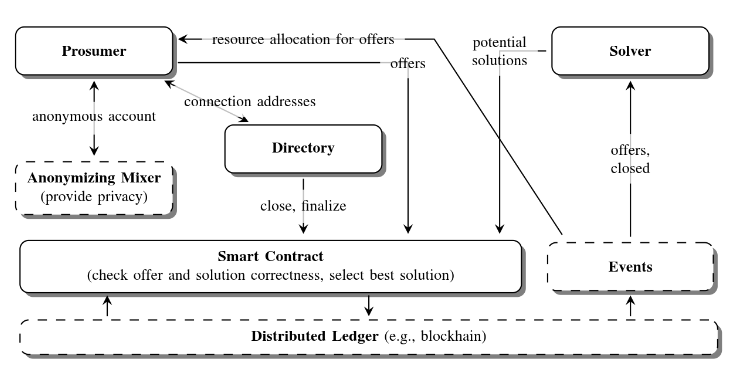 Prosumer
resource allocation for offers
offers
potential
solutions
Solver
connection addresses
anonymous account
Directory
offers,
closed
Anonymizing Mixer
(provide privacy)
close, finalize
Smart Contract
(check offer and solution correctness, select best solution)
Events
Distributed Ledger (e.g., blockhain)